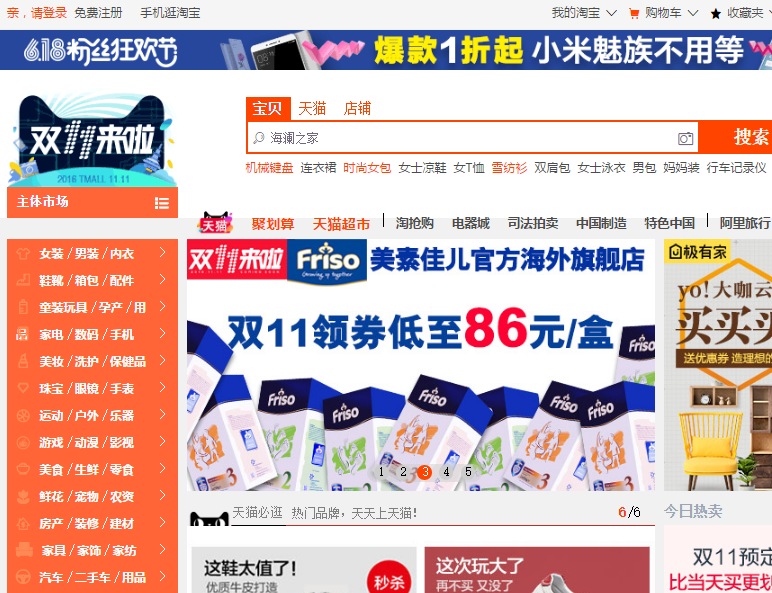 亲，请登录 免费注册 手机逛淘宝 我的淘宝 购物车 收藏夹
618粉丝狂欢节 爆款1折起 小米魅族不用等
双11来啦
2016 TMALL 11.11
宝贝 天猫 店铺
海澜之家 搜索
机械键盘 连衣裙 时尚女包 女士凉鞋 女T恤 雪纺衫 双肩包 女士泳衣 男包 妈妈装 行车记录仪
主体市场
天猫 聚划算 天猫超市 淘抢购 电器城 司法拍卖 中国制造 特色中国 阿里旅行
女装 / 男装 / 内衣
鞋靴 / 箱包 / 配件
童装玩具 / 孕产 / 用
家电 / 数码 / 手机
美妆 / 洗护 / 保健品
珠宝 / 眼镜 / 手表
运动 / 户外 / 乐器
游戏 / 动漫 / 影视
美食 / 生鲜 / 零食
鲜花 / 宠物 / 农资
房产 / 装修 / 建材
家具 / 家饰 / 家纺
汽车 / 二手车 / 用品
双11来啦 Friso 美素佳儿官方海外旗舰店
双11领券低至86元/盒
Friso
Friso
Friso
Friso
Friso
Friso
3
2
3
1 2 3 4 5
极有家
yo! 大咖云
买买买
送优惠券 造理想的
天猫必逛 热门品牌，天天上天猫！ 6/6
今日热卖
这鞋太值了！
优质牛皮打造
秒杀
这次玩大了
再不买 又没了
双11预定
比当天买更划